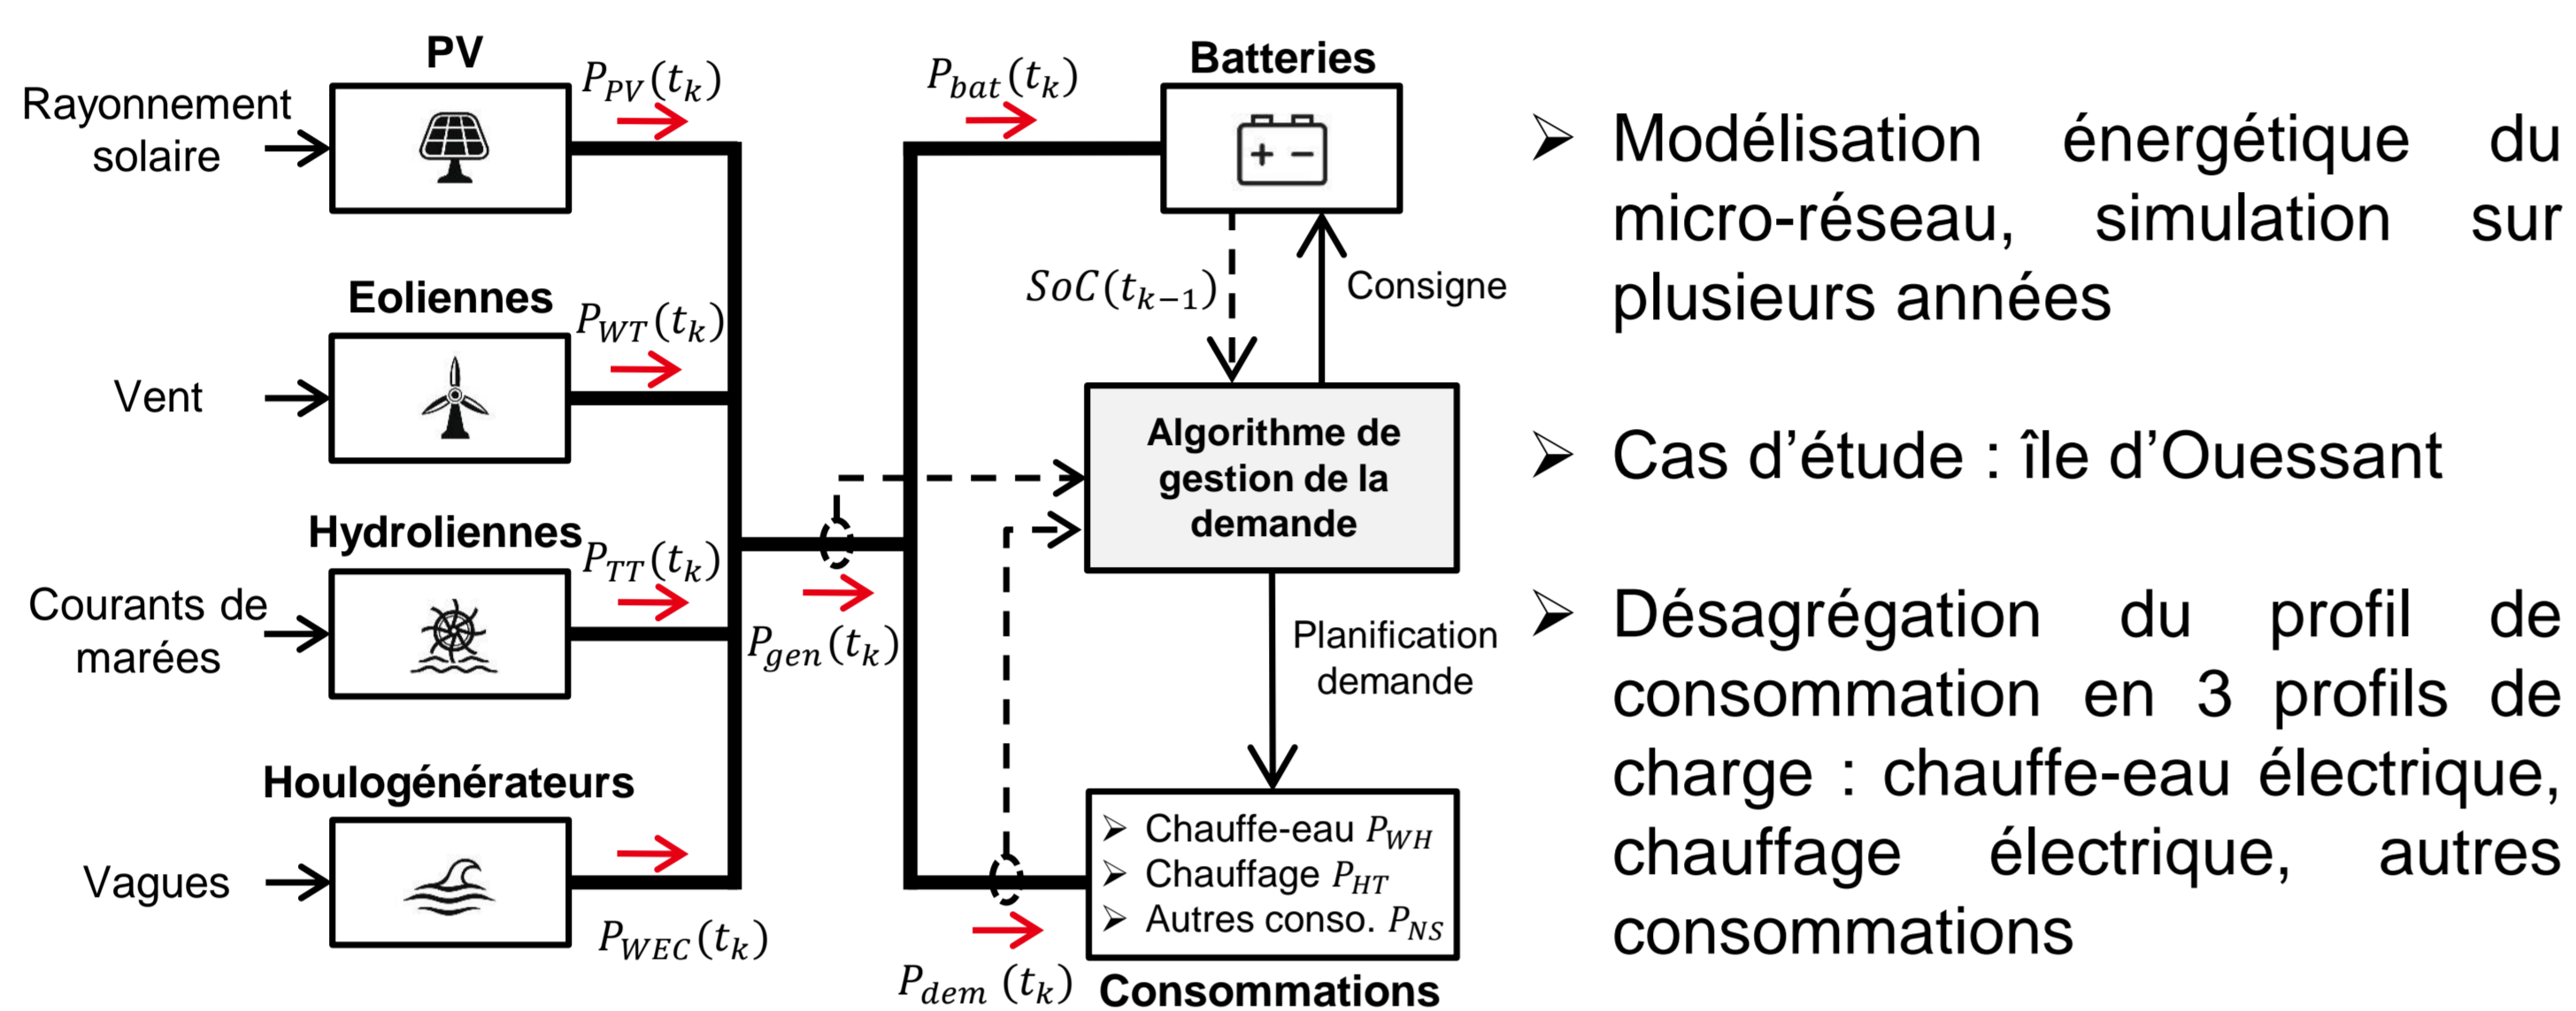 PV
Rayonnement
solaire
P_PV(t_k)
Eoliennes
Vent
P_WT(t_k)
Hydroliennes
Courants de
marées
P_TT(t_k)
Houlogénérateurs
Vagues
P_WEC(t_k)
P_gen(t_k)
P_bat(t_k)
Batteries
+ −
SoC(t_{k−1})
Consigne
Algorithme de
gestion de la
demande
Planification
demande
➢ Chauffe-eau P_WH
➢ Chauffage P_HT
➢ Autres conso. P_NS
P_dem (t_k)
Consommations
➢ Modélisation énergétique du
micro-réseau, simulation sur
plusieurs années
➢ Cas d’étude : île d’Ouessant
➢ Désagrégation du profil de
consommation en 3 profils de
charge : chauffe-eau électrique,
chauffage électrique, autres
consommations